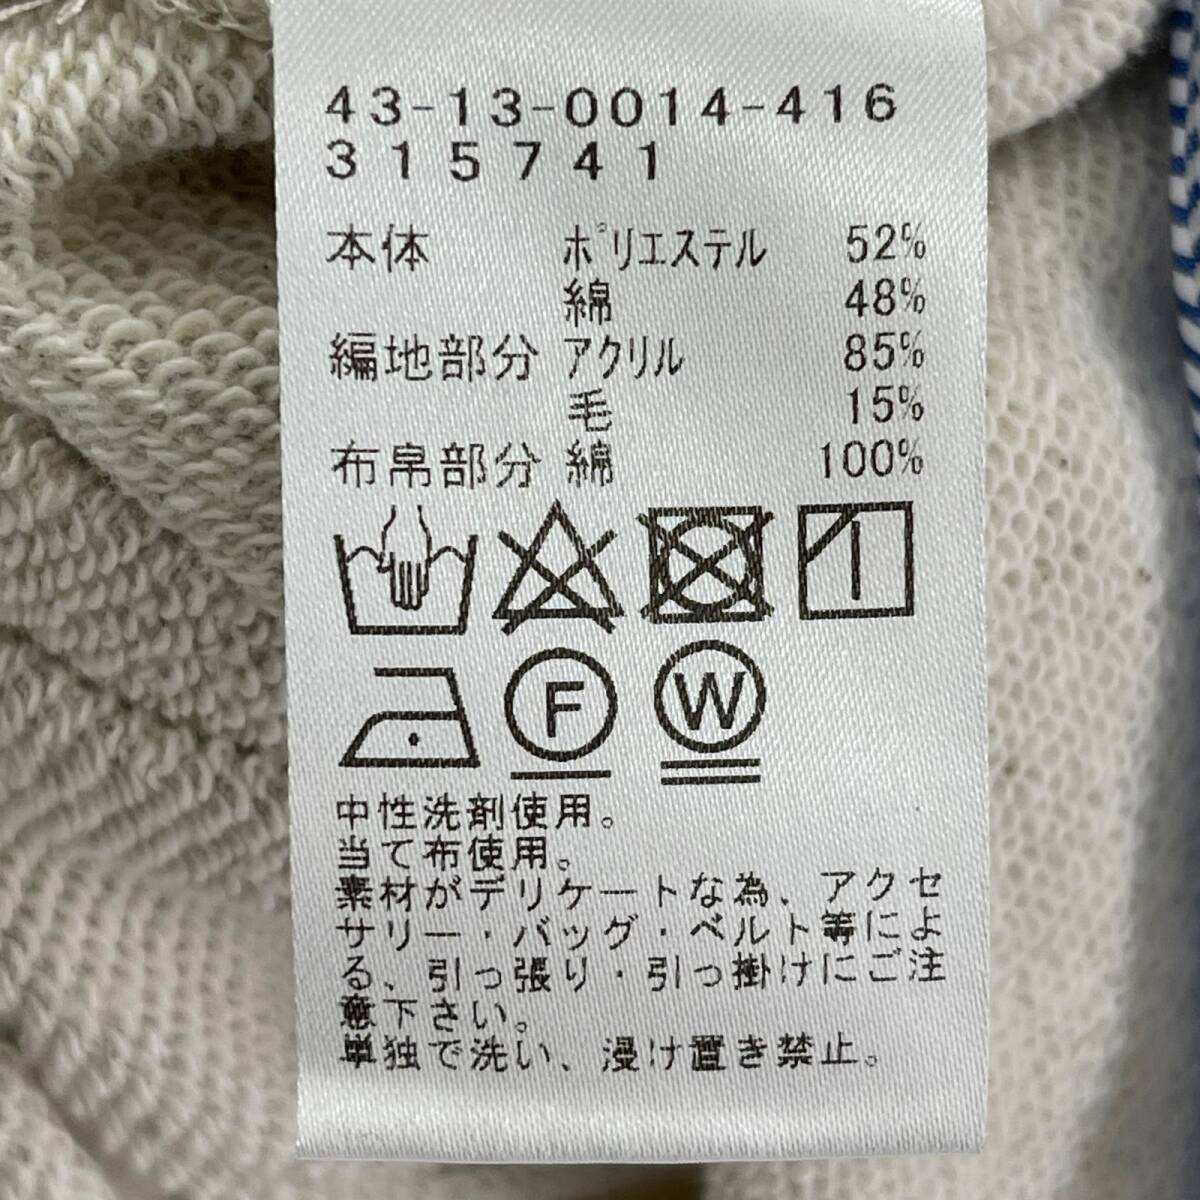 43-13-0014-416
315741
本体 ポリエステル 52%
綿 48%
編地部分 アクリル 85%
毛 15%
布帛部分 綿 100%
F W
中性洗剤使用。
当て布使用。
素材がデリケートな為、アクセ
サリー・バッグ・ベルト等によ
る、引っ張り・引っ掛けにご注
意下さい。
単独で洗い、浸け置き禁止。